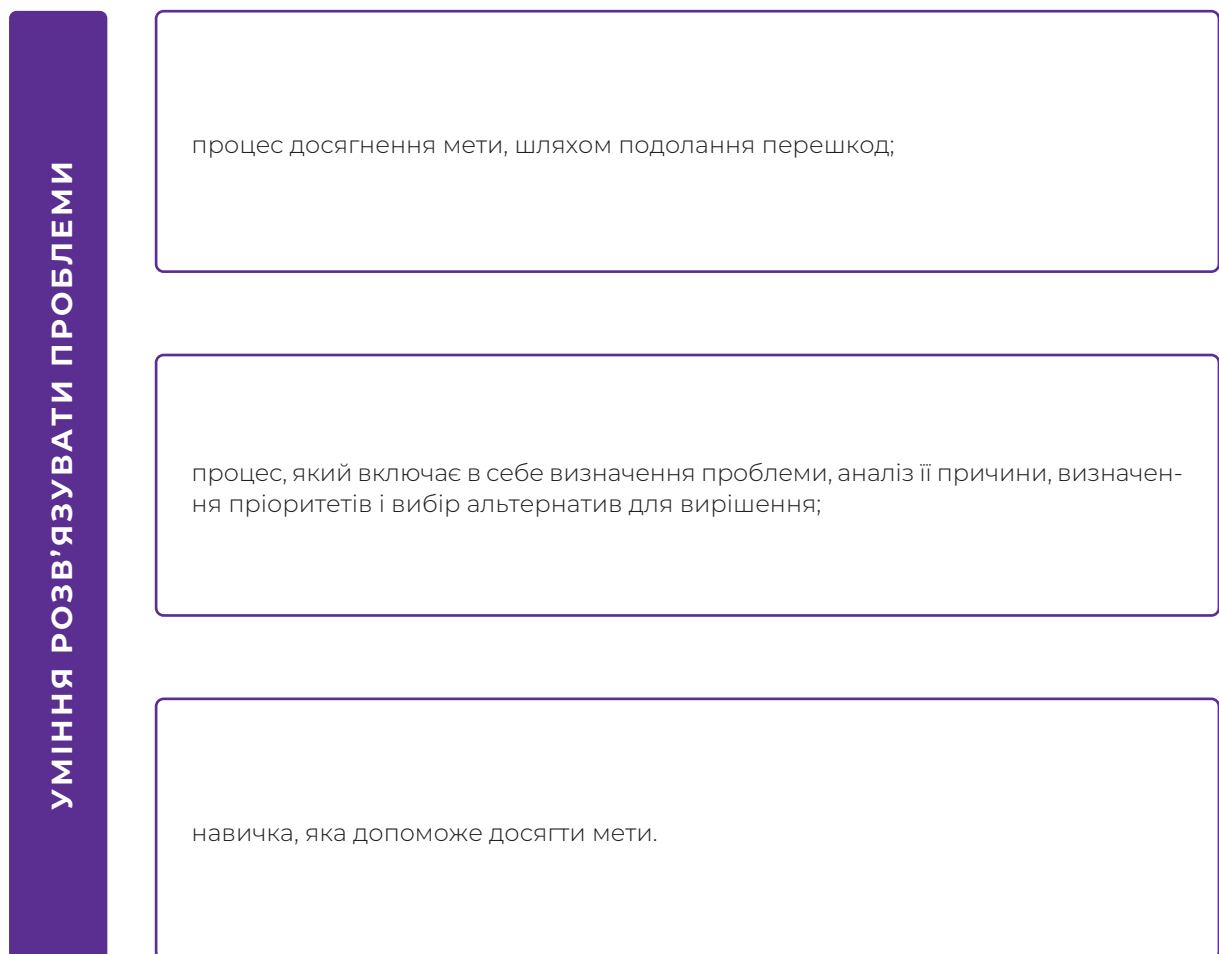 УМІННЯ РОЗВ’ЯЗУВАТИ ПРОБЛЕМИ
процес досягнення мети, шляхом подолання перешкод;
процес, який включає в себе визначення проблеми, аналіз її причини, визначен-
ня пріоритетів і вибір альтернатив для вирішення;
навичка, яка допоможе досягти мети.